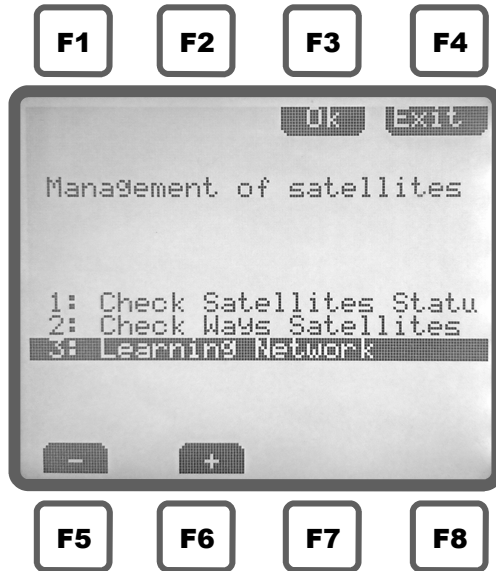 F1 F2 F3 F4
Ok Exit
Management of satellites
1: Check Satellites Statu
2: Check Ways Satellites
3: Learning Network
- +
F5 F6 F7 F8